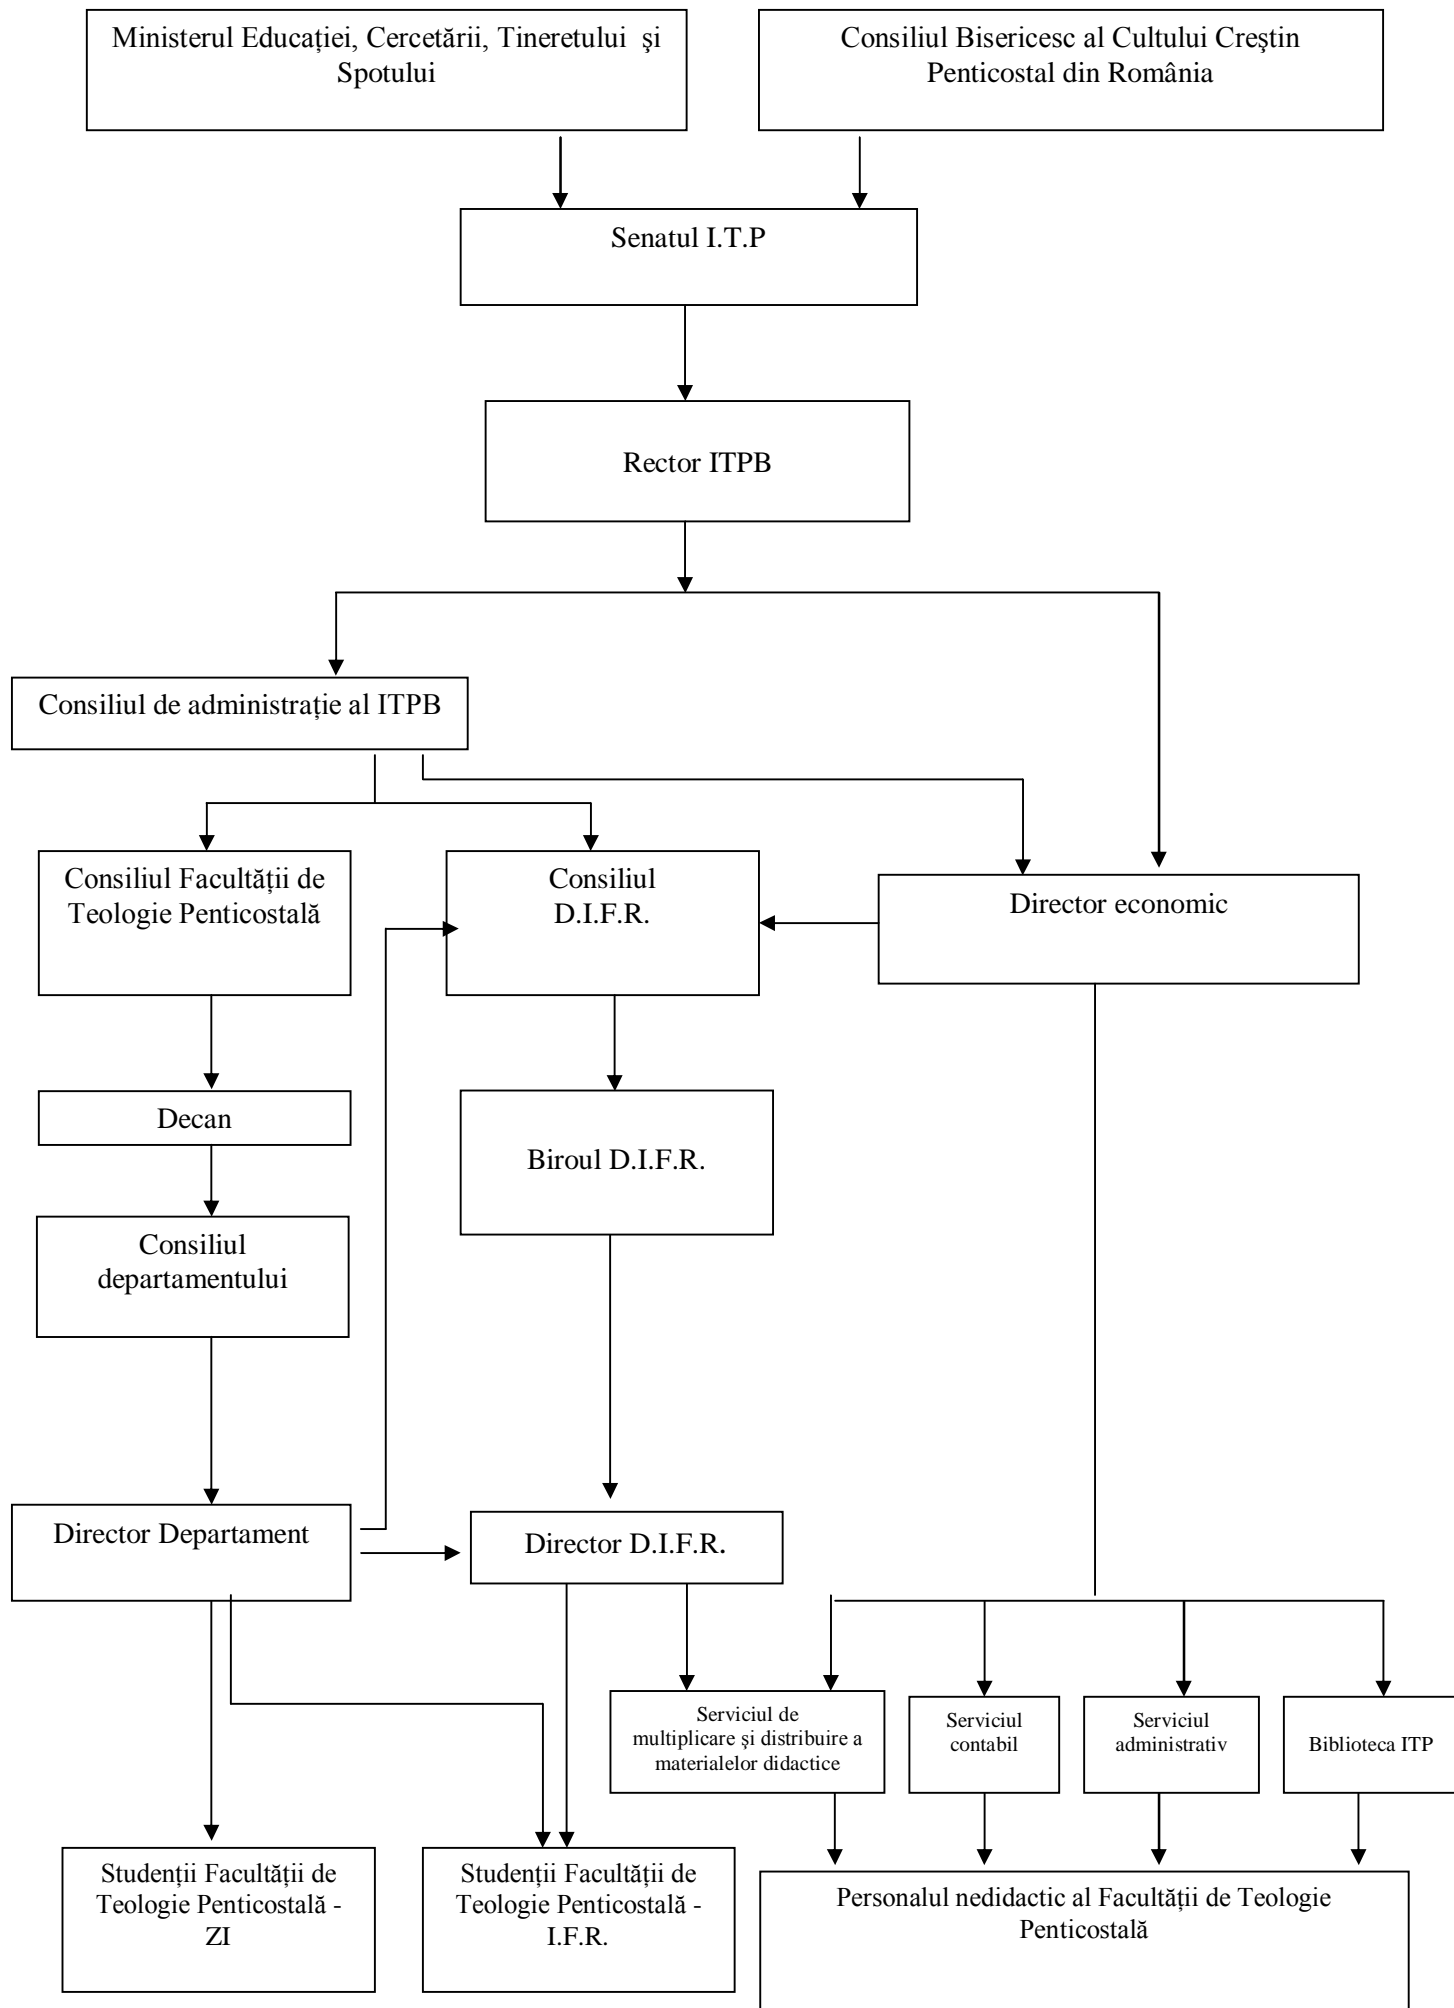 Ministerul Educației, Cercetării, Tineretului şi
Spotului
Consiliul Bisericesc al Cultului Creştin
Penticostal din România
Senatul I.T.P
Rector ITPB
Consiliul de administrație al ITPB
Consiliul Facultății de
Teologie Penticostală
Consiliul
D.I.F.R.
Director economic
Decan
Biroul D.I.F.R.
Consiliul
departamentului
Director Departament
Director D.I.F.R.
Serviciul de
multiplicare şi distribuire a
materialelor didactice
Serviciul
contabil
Serviciul
administrativ
Biblioteca ITP
Studenții Facultății de
Teologie Penticostală -
ZI
Studenții Facultății de
Teologie Penticostală -
I.F.R.
Personalul nedidactic al Facultății de Teologie
Penticostală